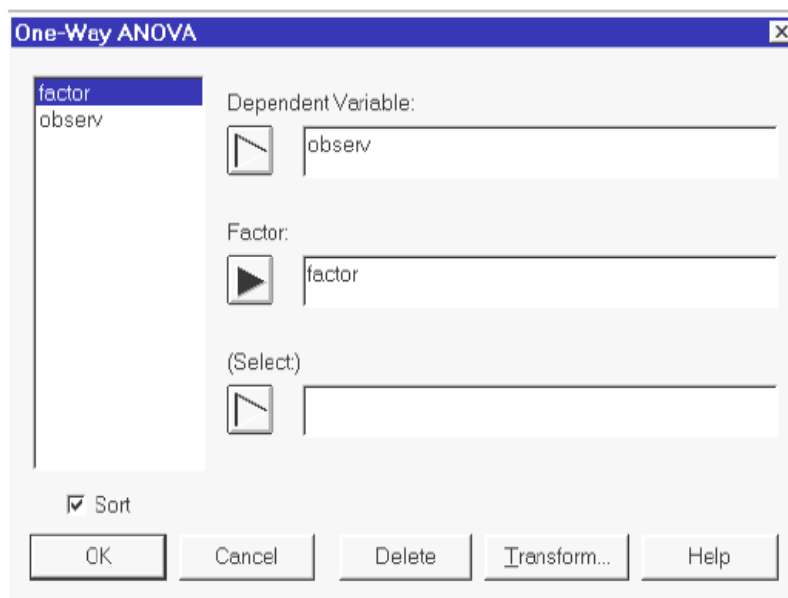 One-Way ANOVA
factor
observ
Dependent Variable:
observ
Factor:
factor
(Select:)
Sort
OK
Cancel
Delete
Transform...
Help